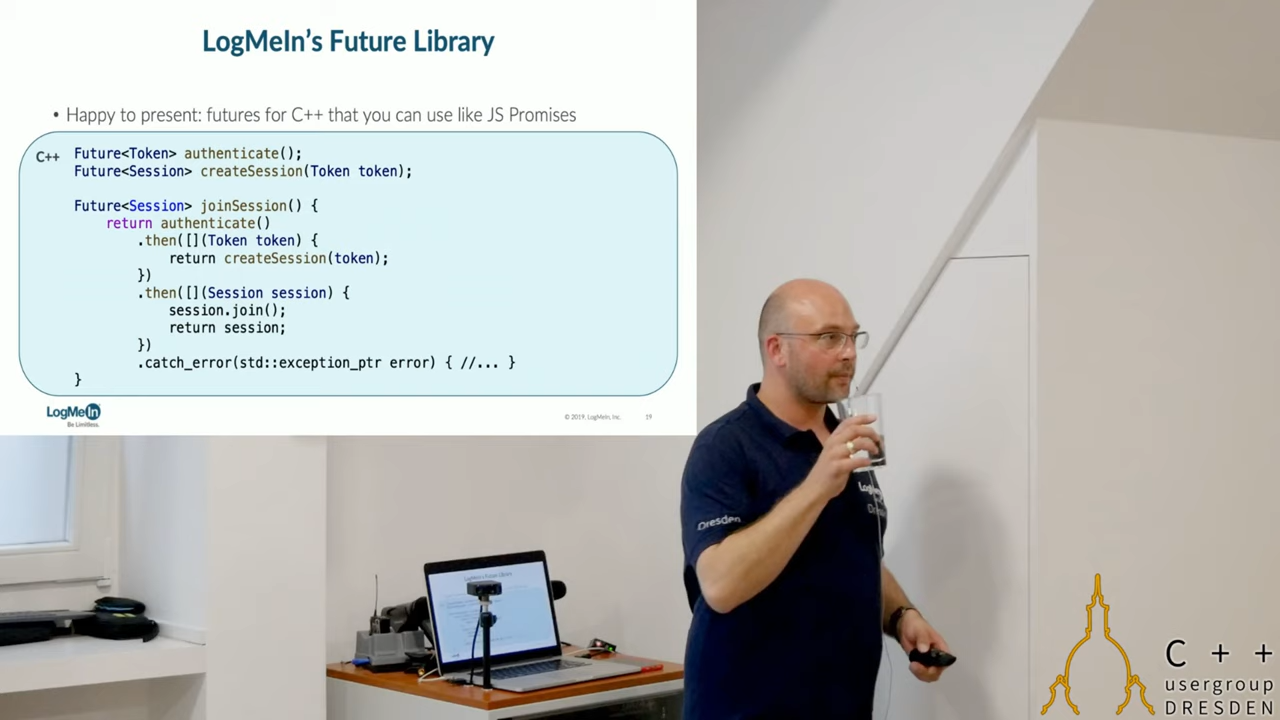 LogMeIn's Future Library
• Happy to present: futures for C++ that you can use like JS Promises
C++
Future<Token> authenticate();
Future<Session> createSession(Token token);
Future<Session> joinSession() {
return authenticate()
.then([](Token token) {
return createSession(token);
})
.then([](Session session) {
session.join();
return session;
})
.catch_error(std::exception_ptr error) { //... }
}
LogMeIn
Be Limitless.
© 2019, LogMeIn, Inc.
19
Dresden
C++
usergroup
DRESDEN